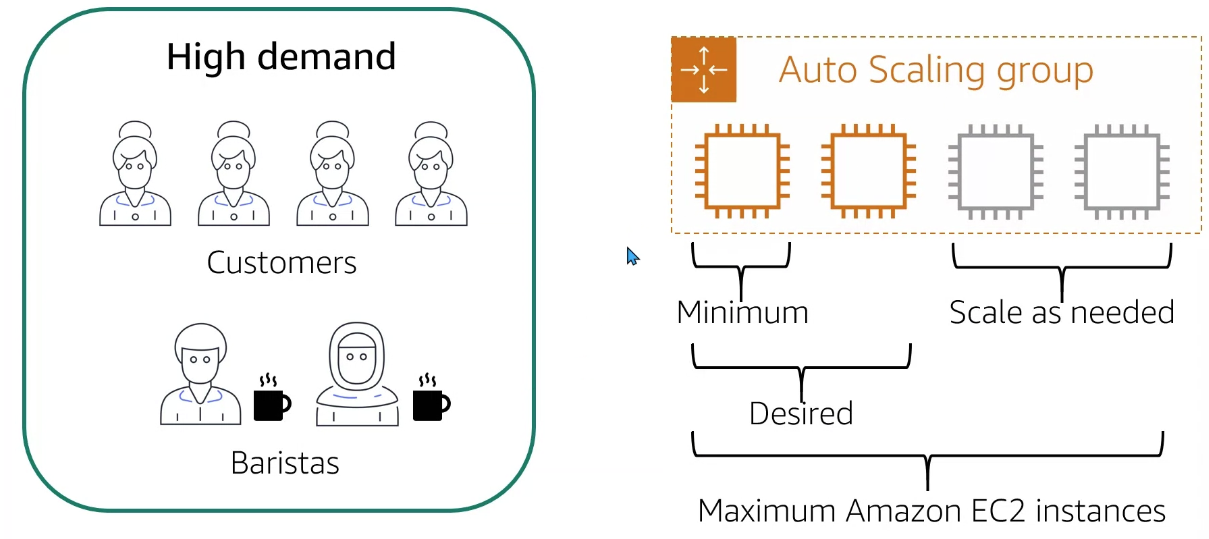 High demand
Customers
Baristas
Auto Scaling group
Minimum
Scale as needed
Desired
Maximum Amazon EC2 instances